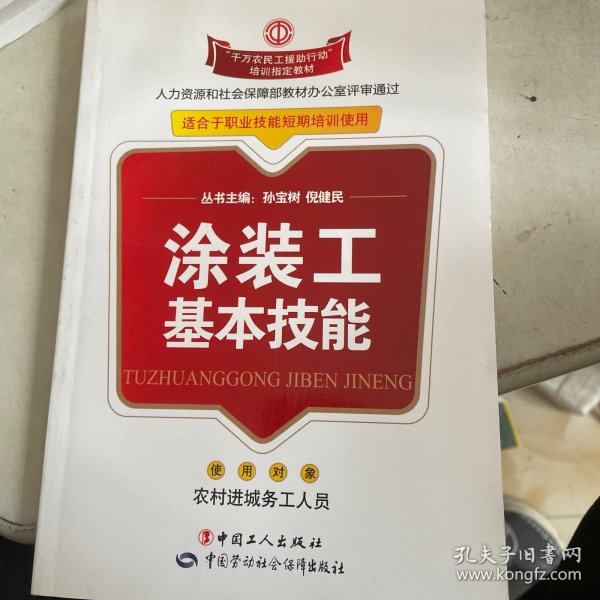 “千万农民工援助行动”
培训指定教材
人力资源和社会保障部教材办公室评审通过
适合于职业技能短期培训使用
丛书主编：孙宝树 倪健民
涂装工
基本技能
TUZHUANGGONG JIBEN JINENG
使用对象
农村进城务工人员
中国工人出版社
中国劳动社会保障出版社
孔夫子旧书网
www.kongfz.com